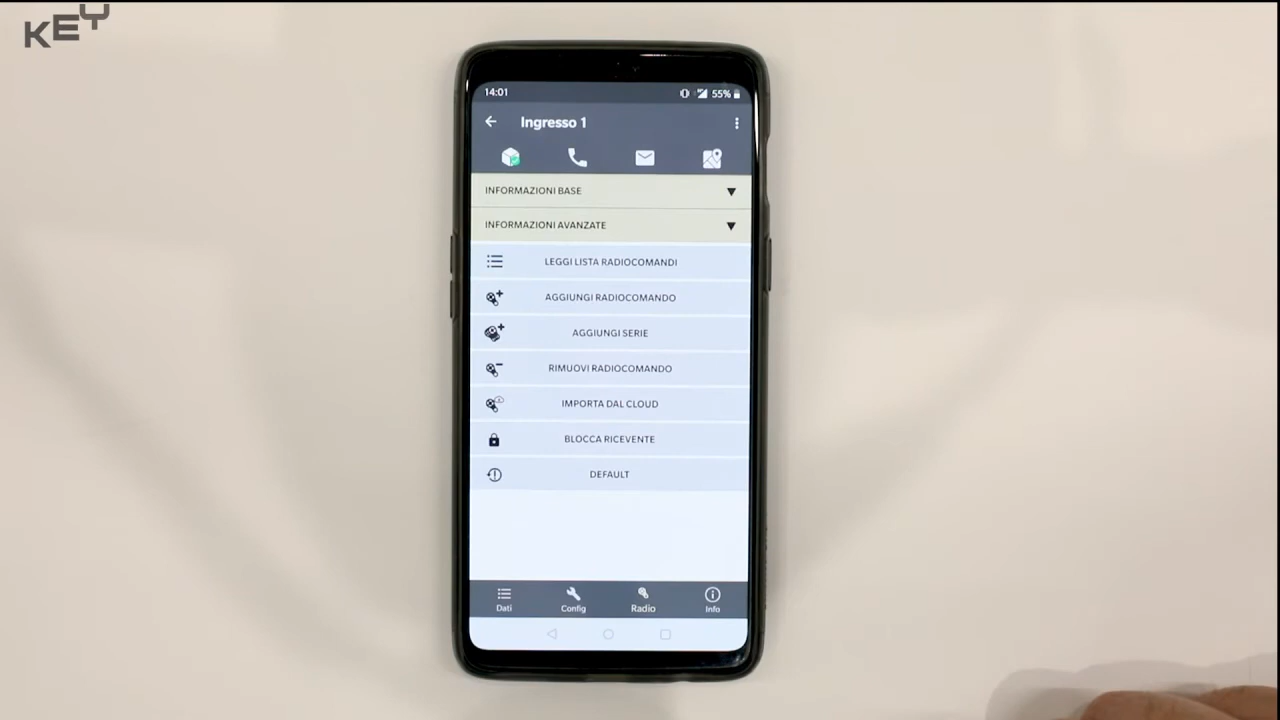 KEY
14:01 55%
Ingresso 1
INFORMAZIONI BASE
INFORMAZIONI AVANZATE
LEGGI LISTA RADIOCOMANDI
AGGIUNGI RADIOCOMANDO
AGGIUNGI SERIE
RIMUOVI RADIOCOMANDO
IMPORTA DAL CLOUD
BLOCCA RICEVENTE
DEFAULT
Dati Config Radio Info